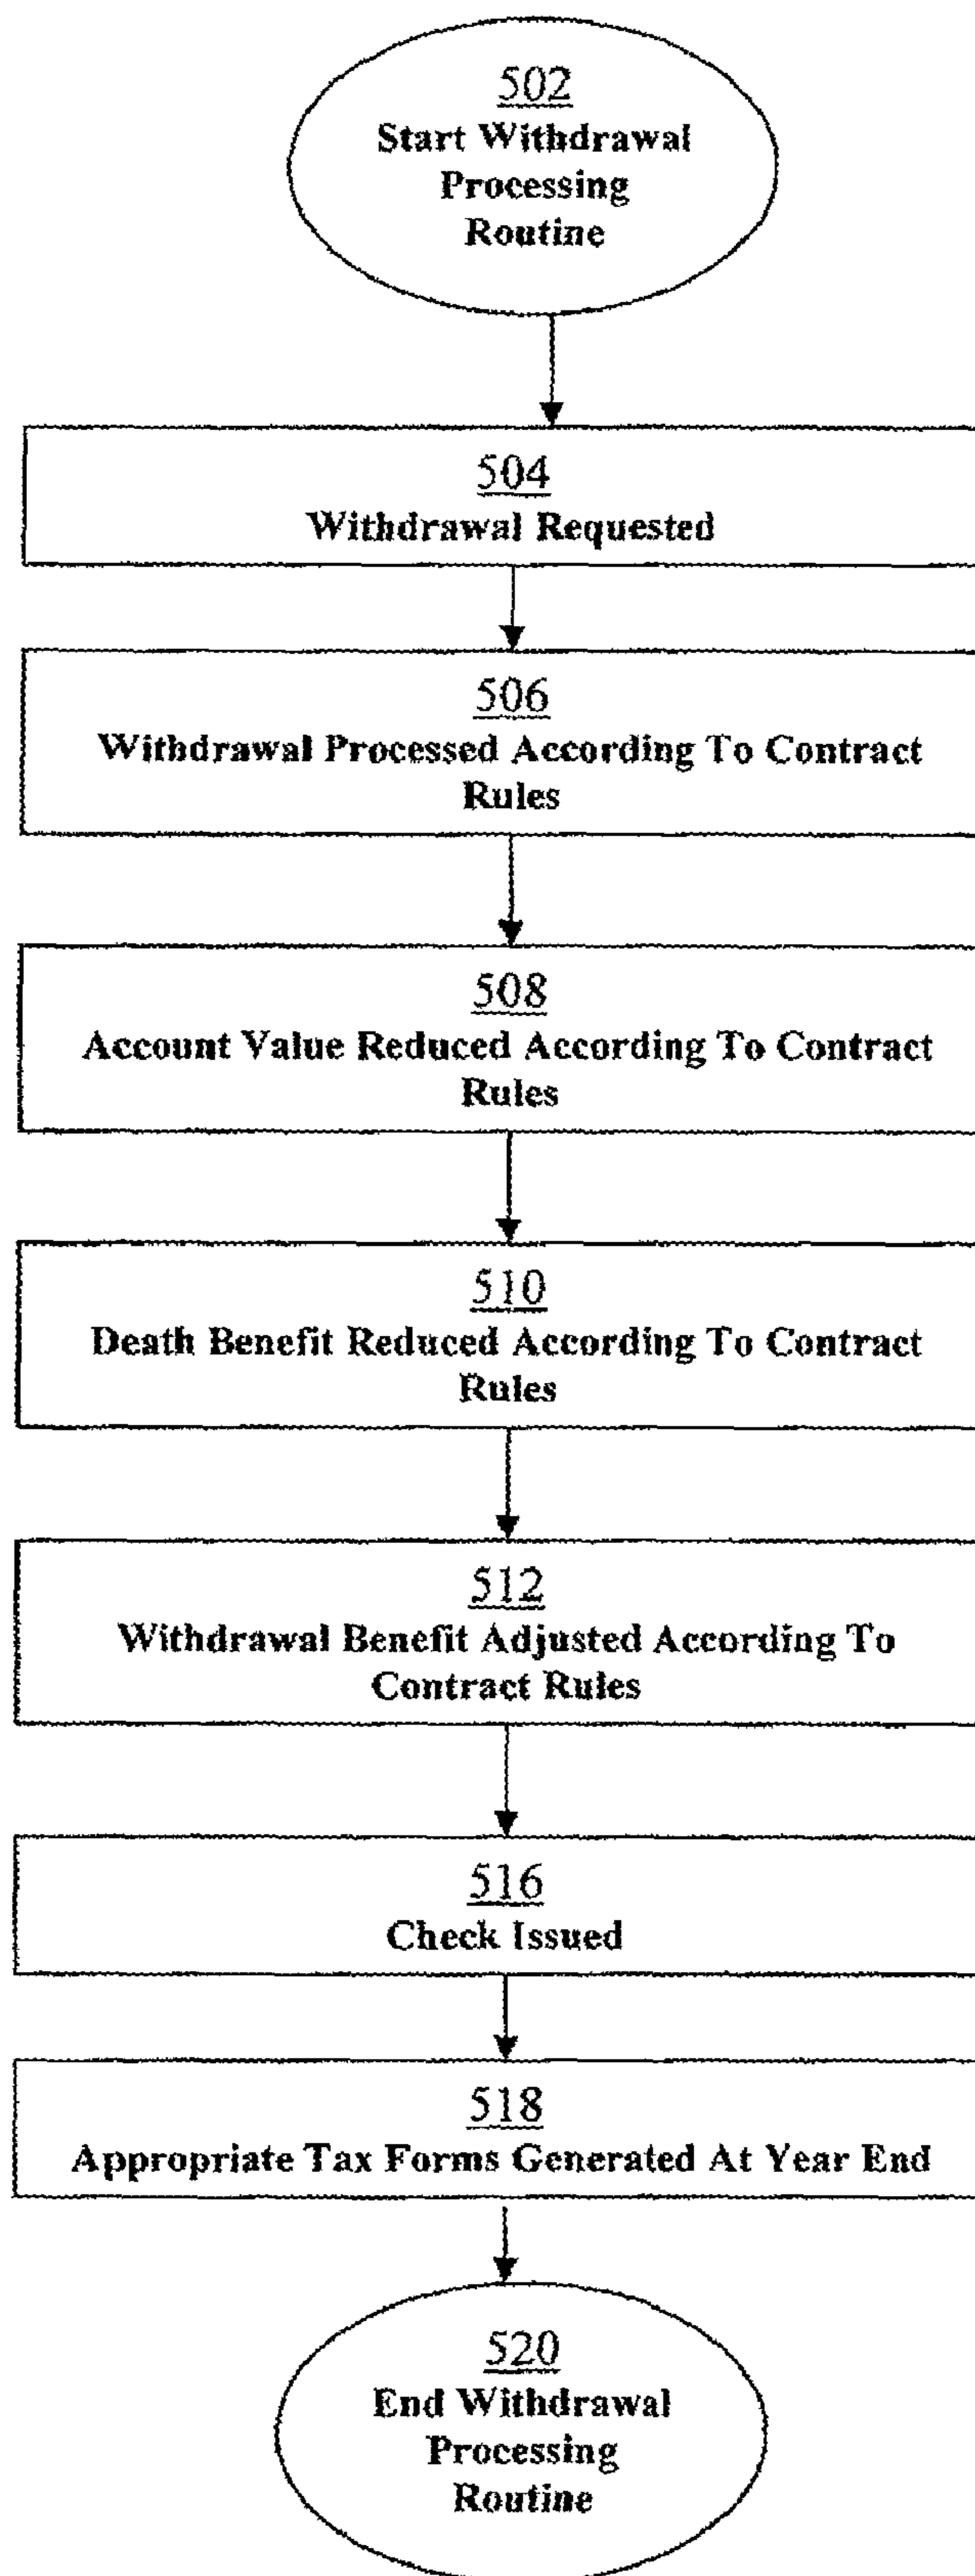 502
Start Withdrawal
Processing
Routine
504
Withdrawal Requested
506
Withdrawal Processed According To Contract
Rules
508
Account Value Reduced According To Contract
Rules
510
Death Benefit Reduced According To Contract
Rules
512
Withdrawal Benefit Adjusted According To
Contract Rules
516
Check Issued
518
Appropriate Tax Forms Generated At Year End
520
End Withdrawal
Processing
Routine